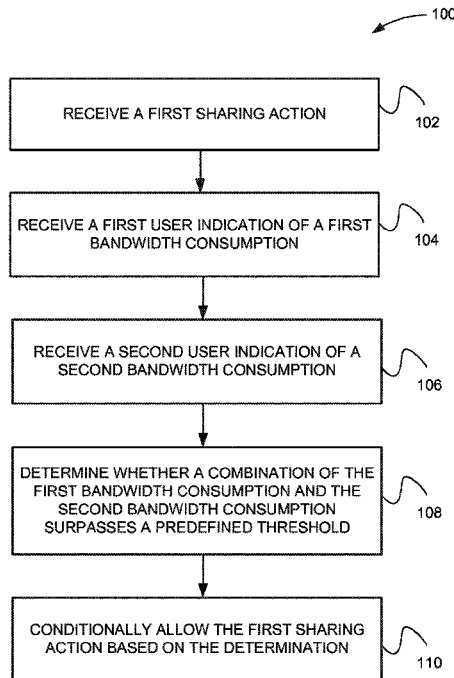 100
RECEIVE A FIRST SHARING ACTION
102
RECEIVE A FIRST USER INDICATION OF A FIRST
BANDWIDTH CONSUMPTION
104
RECEIVE A SECOND USER INDICATION OF A
SECOND BANDWIDTH CONSUMPTION
106
DETERMINE WHETHER A COMBINATION OF THE
FIRST BANDWIDTH CONSUMPTION AND THE
SECOND BANDWIDTH CONSUMPTION
SURPASSES A PREDEFINED THRESHOLD
108
CONDITIONALLY ALLOW THE FIRST SHARING
ACTION BASED ON THE DETERMINATION
110